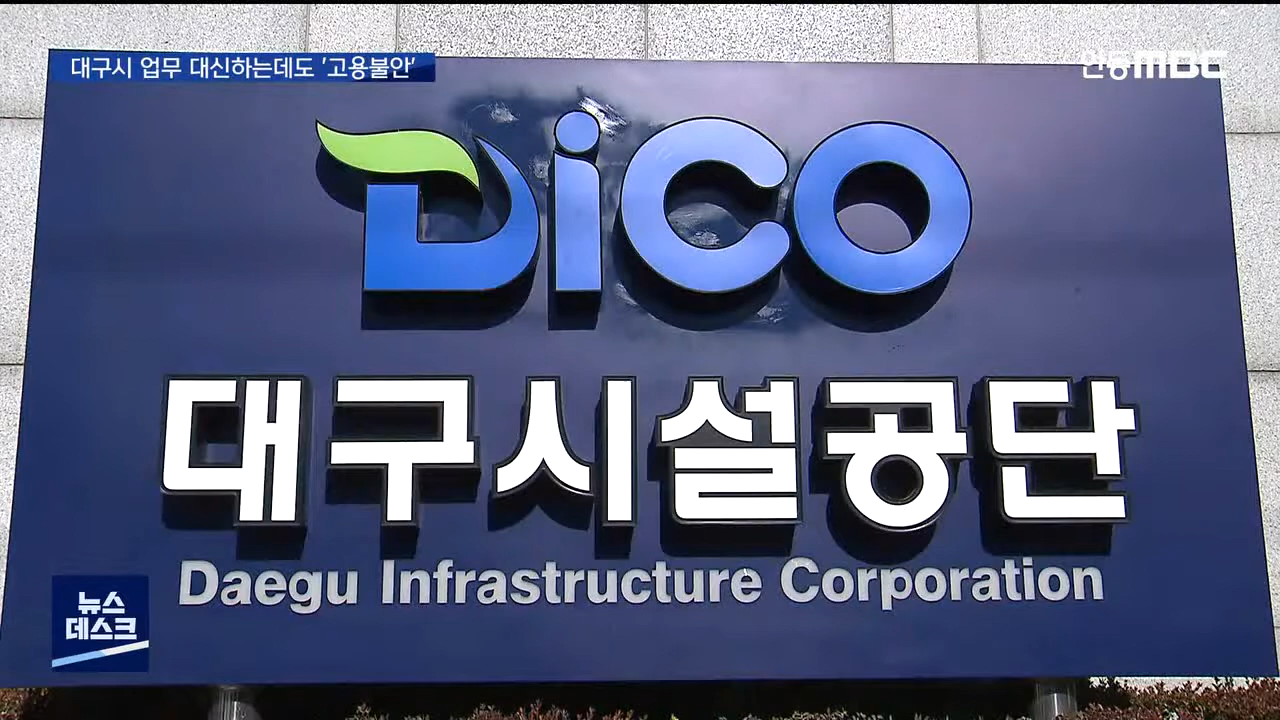 대구시 업무 대신하는데도 '고용불안'
안동MBC
DiCO
대구시설공단
Daegu Infrastructure Corporation
뉴스
데스크